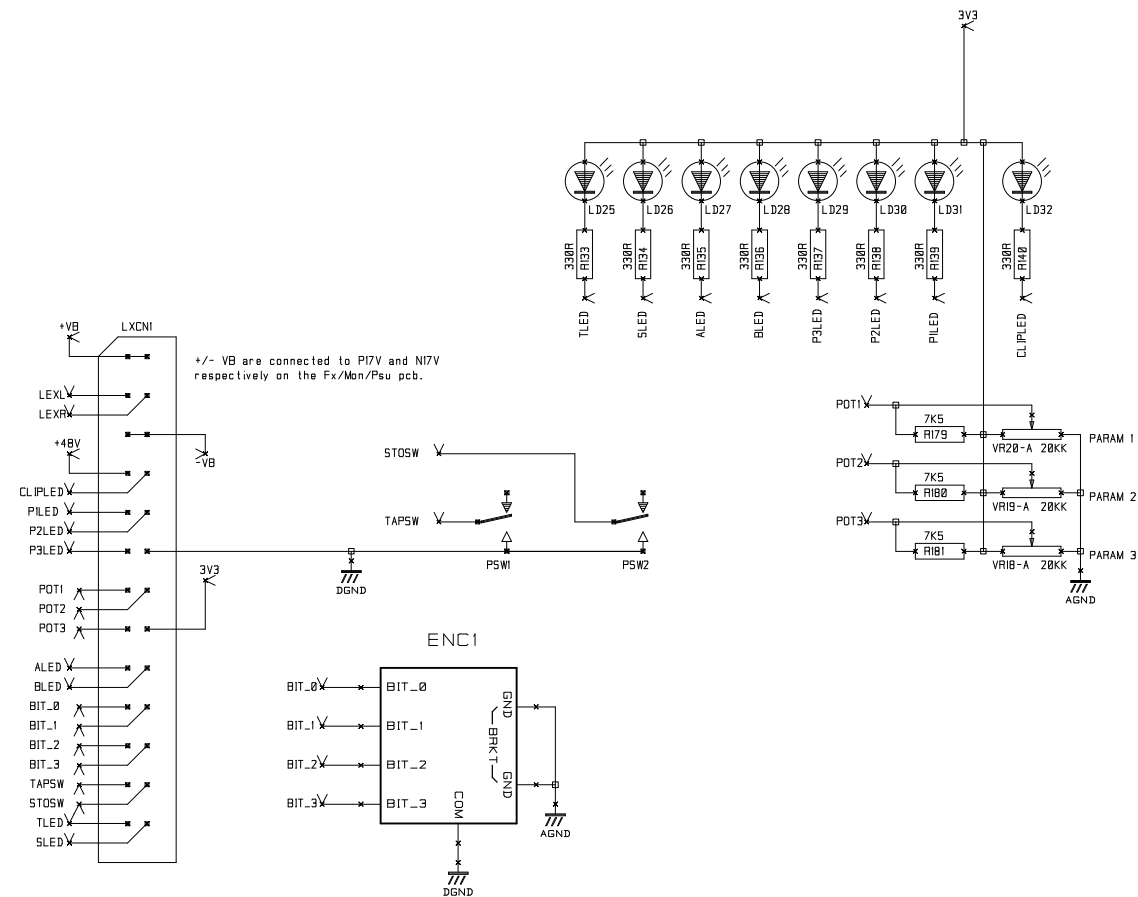 3V3
LD25 LD26 LD27 LD28 LD29 LD30 LD31 LD32
330R R133 330R R134 330R R135 330R R136 330R R137 330R R138 330R R139 330R R140
TLED SLED ALED BLED P3LED P2LED P1LED CLIPLED
+VB LXCN1
+/- VB are connected to P17V and N17V
respectively on the Fx/Mon/Psu pcb.
LEXL
LEXR
+48V
-VB
CLIPLED
P1LED
P2LED
P3LED
3V3
POT1
POT2
POT3
ALED
BLED
BIT_0
BIT_1
BIT_2
BIT_3
TAPSW
STOSW
TLED
SLED
STOSW
TAPSW
PSW1 PSW2
DGND
POT1
7K5
R179
VR20-A 20KK
PARAM 1
POT2
7K5
R180
VR19-A 20KK
PARAM 2
POT3
7K5
R181
VR18-A 20KK
PARAM 3
AGND
ENC1
BIT_0 BIT_0
BIT_1 BIT_1
BIT_2 BIT_2
BIT_3 BIT_3
GND
BRKT
GND
COM
AGND
DGND